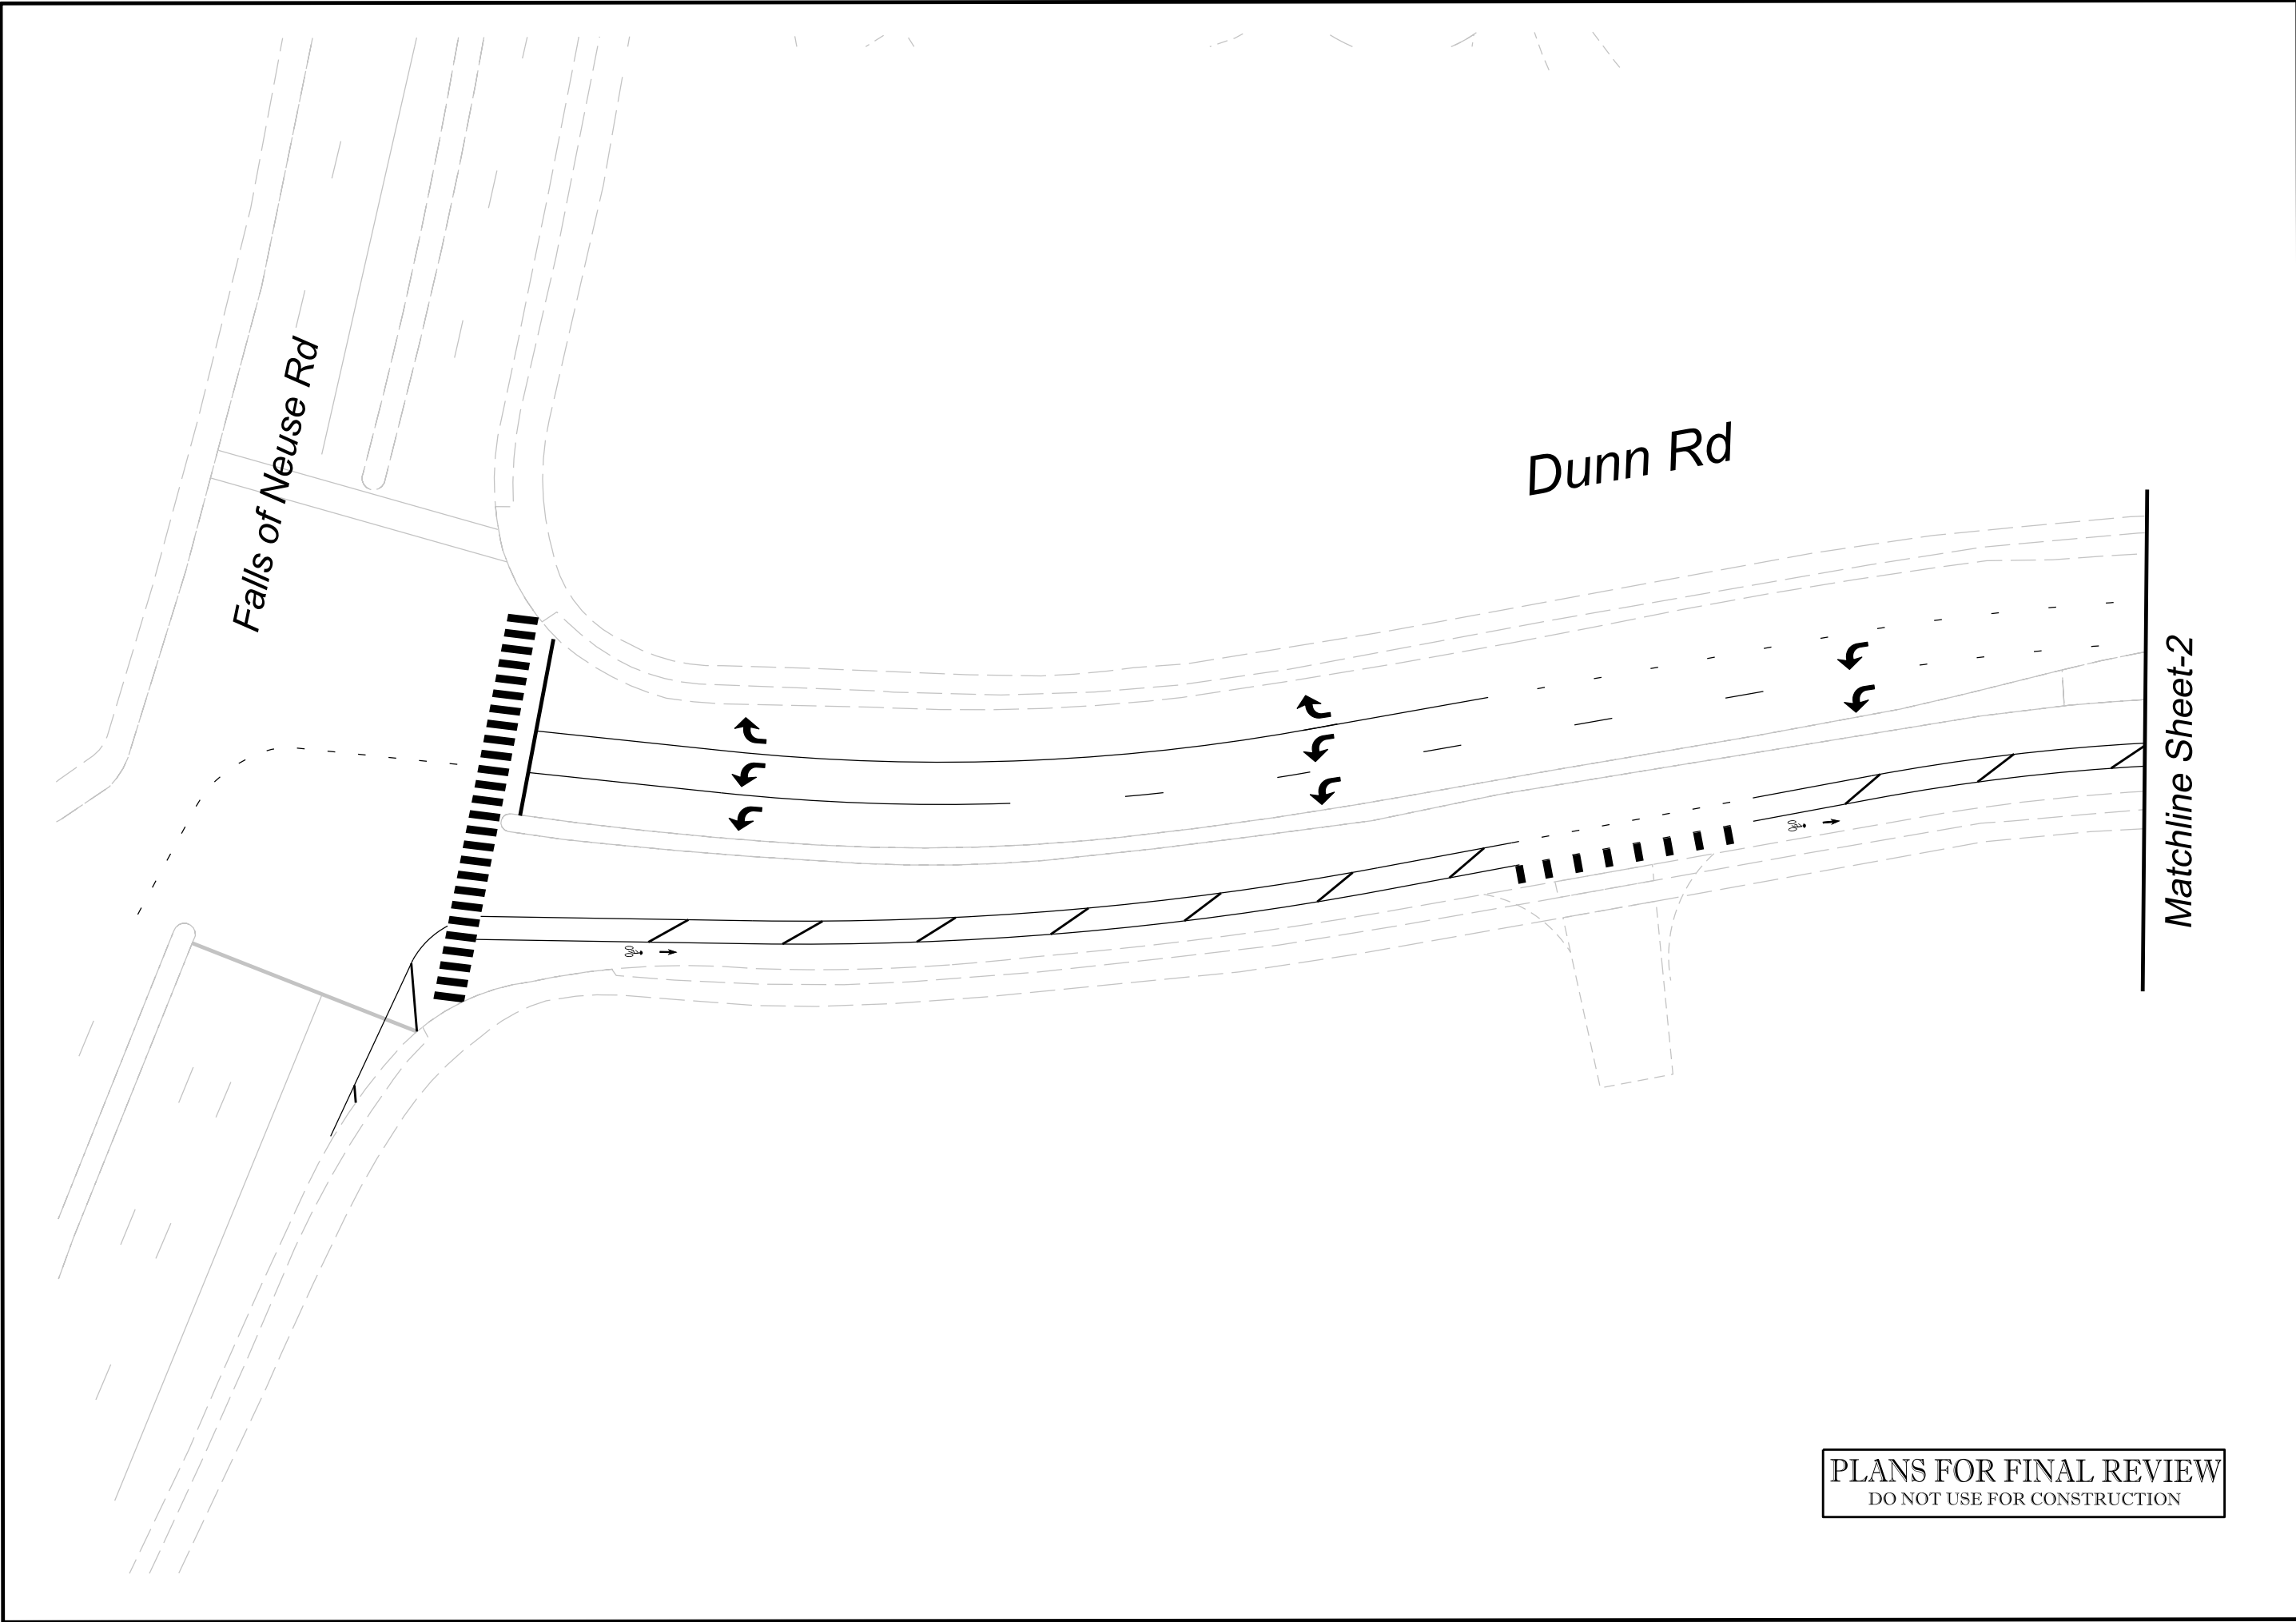 Falls of Neuse Rd
Dunn Rd
Matchline Sheet-2
PLANS FOR FINAL REVIEW
DO NOT USE FOR CONSTRUCTION